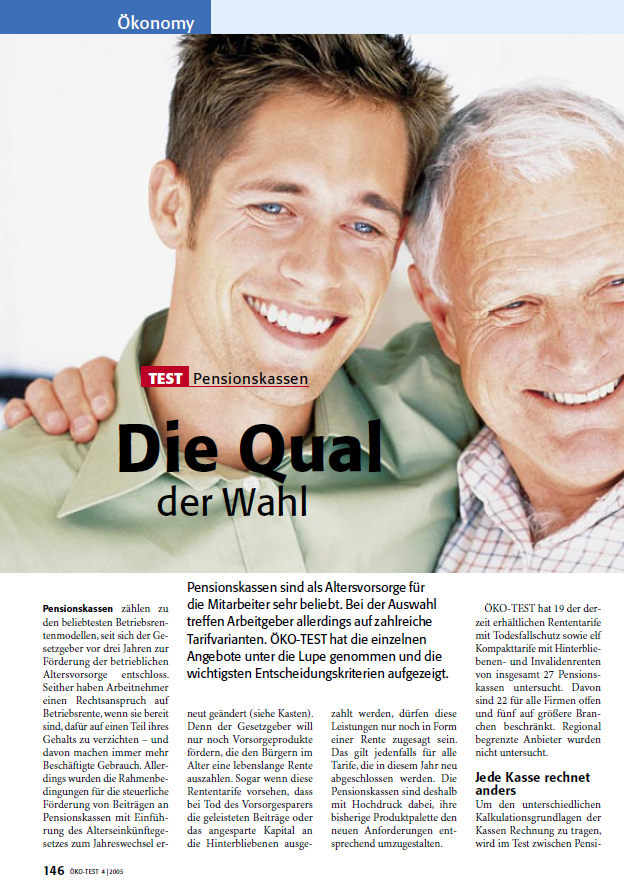 Ökonomy
TEST Pensionskassen
Die Qual
der Wahl
Pensionskassen sind als Altersvorsorge für
die Mitarbeiter sehr beliebt. Bei der Auswahl
treffen Arbeitgeber allerdings auf zahlreiche
Tarifvarianten. ÖKO-TEST hat die einzelnen
Angebote unter die Lupe genommen und die
wichtigsten Entscheidungskriterien aufgezeigt.
Pensionskassen zählen zu
den beliebtesten Betriebsren-
tenmodellen, seit sich der Ge-
setzgeber vor drei Jahren zur
Förderung der betrieblichen
Altersvorsorge entschloss.
Seither haben Arbeitnehmer
einen Rechtsanspruch auf
Betriebsrente, wenn sie bereit
sind, dafür auf einen Teil ihres
Gehalts zu verzichten – und
davon machen immer mehr
Beschäftigte Gebrauch. Aller-
dings wurden die Rahmenbe-
dingungen für die steuerliche
Förderung von Beiträgen an
Pensionskassen mit Einfüh-
rung des Alterseinkünftege-
setzes zum Jahreswechsel er-
neut geändert (siehe Kasten).
Denn der Gesetzgeber will
nur noch Vorsorgeprodukte
fördern, die den Bürgern im
Alter eine lebenslange Rente
auszahlen. Sogar wenn diese
Rententarife vorsehen, dass
bei Tod des Vorsorgesparers
die geleisteten Beiträge oder
das angesparte Kapital an
die Hinterbliebenen ausge-
zahlt werden, dürfen diese
Leistungen nur noch in Form
einer Rente zugesagt sein.
Das gilt jedenfalls für alle
Tarife, die in diesem Jahr neu
abgeschlossen werden. Die
Pensionskassen sind deshalb
mit Hochdruck dabei, ihre
bisherige Produktpalette den
neuen Anforderungen ent-
sprechend umzugestalten.
ÖKO-TEST hat 19 der der-
zeit erhältlichen Rententarife
mit Todesfallschutz sowie elf
Kompakttarife mit Hinterblie-
benen- und Invalidenrenten
von insgesamt 27 Pensions-
kassen untersucht. Davon
sind 22 für alle Firmen offen
und fünf auf größere Bran-
chen beschränkt. Regional
begrenzte Anbieter wurden
nicht untersucht.
Jede Kasse rechnet
anders
Um den unterschiedlichen
Kalkulationsgrundlagen der
Kassen Rechnung zu tragen,
wird im Test zwischen Pensi-
146 ÖKO-TEST 4 | 2005